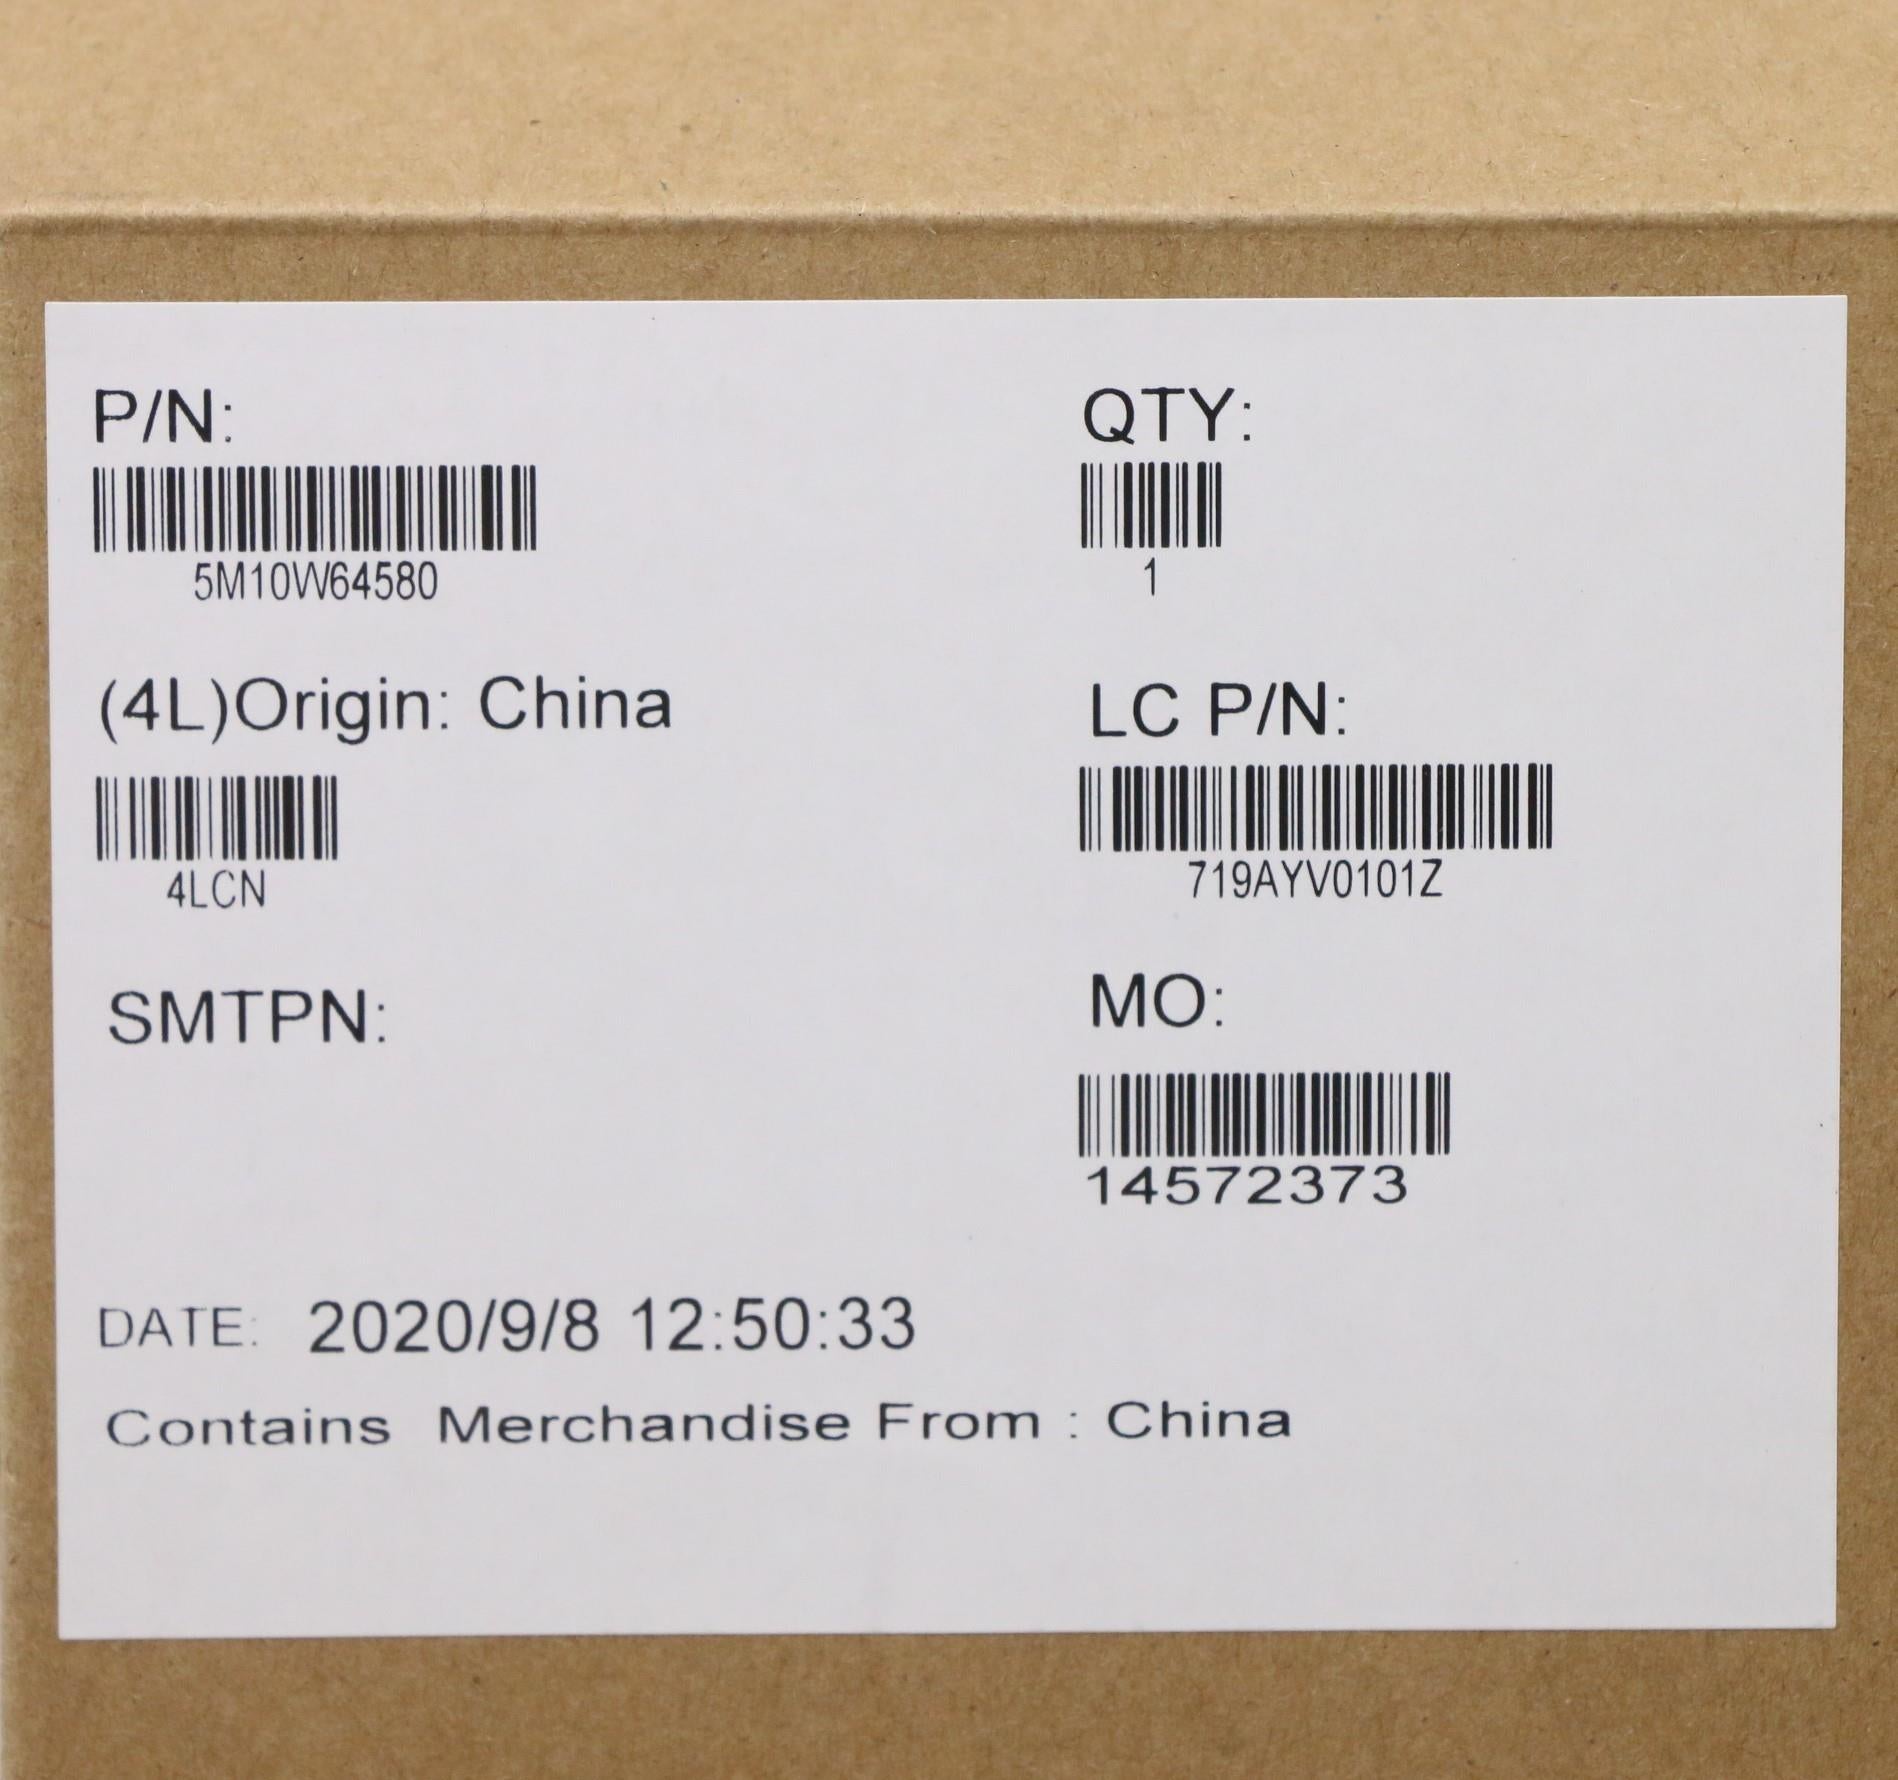 P/N:
5M10W64580
QTY:
1
(4L)Origin: China
4LCN
LC P/N:
719AYV0101Z
SMTPN:
MO:
14572373
DATE: 2020/9/8 12:50:33
Contains Merchandise From : China